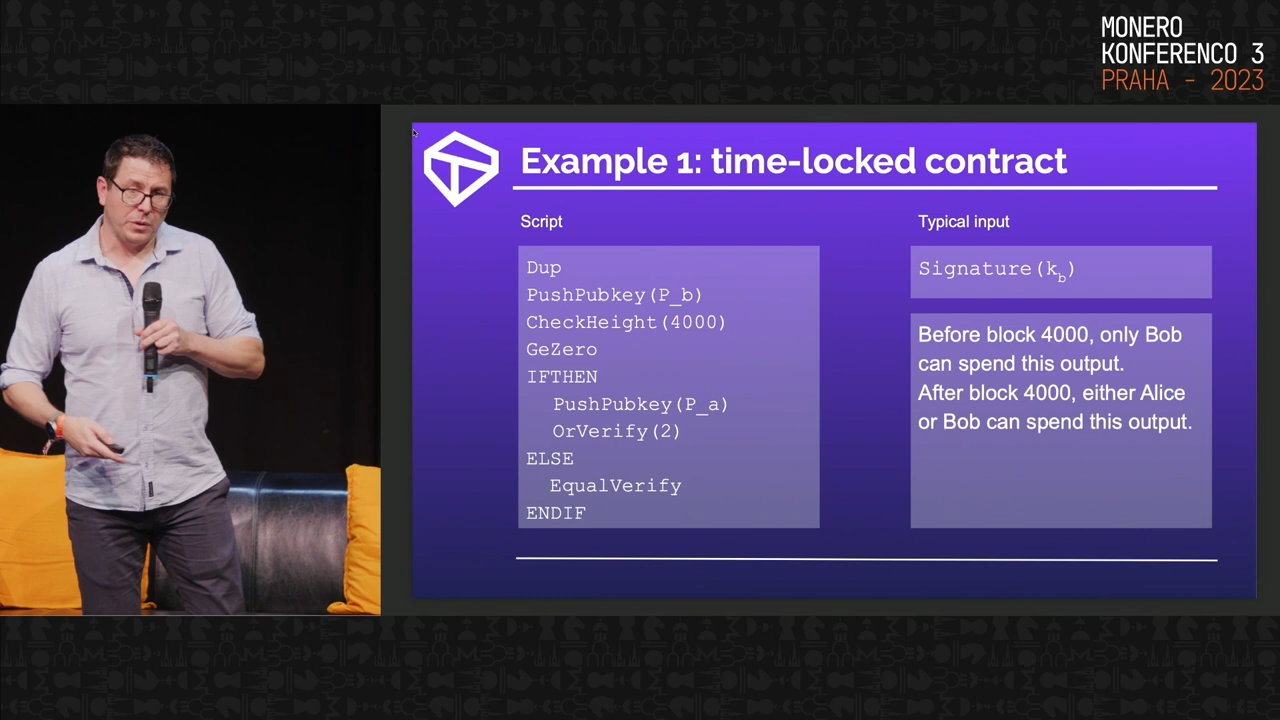 MONERO
KONFERENCO 3
PRAHA - 2023
Example 1: time-locked contract
Script
Dup
PushPubkey(P_b)
CheckHeight(4000)
GeZero
IFTHEN
PushPubkey(P_a)
OrVerify(2)
ELSE
EqualVerify
ENDIF
Typical input
Signature(k_b)
Before block 4000, only Bob
can spend this output.
After block 4000, either Alice
or Bob can spend this output.